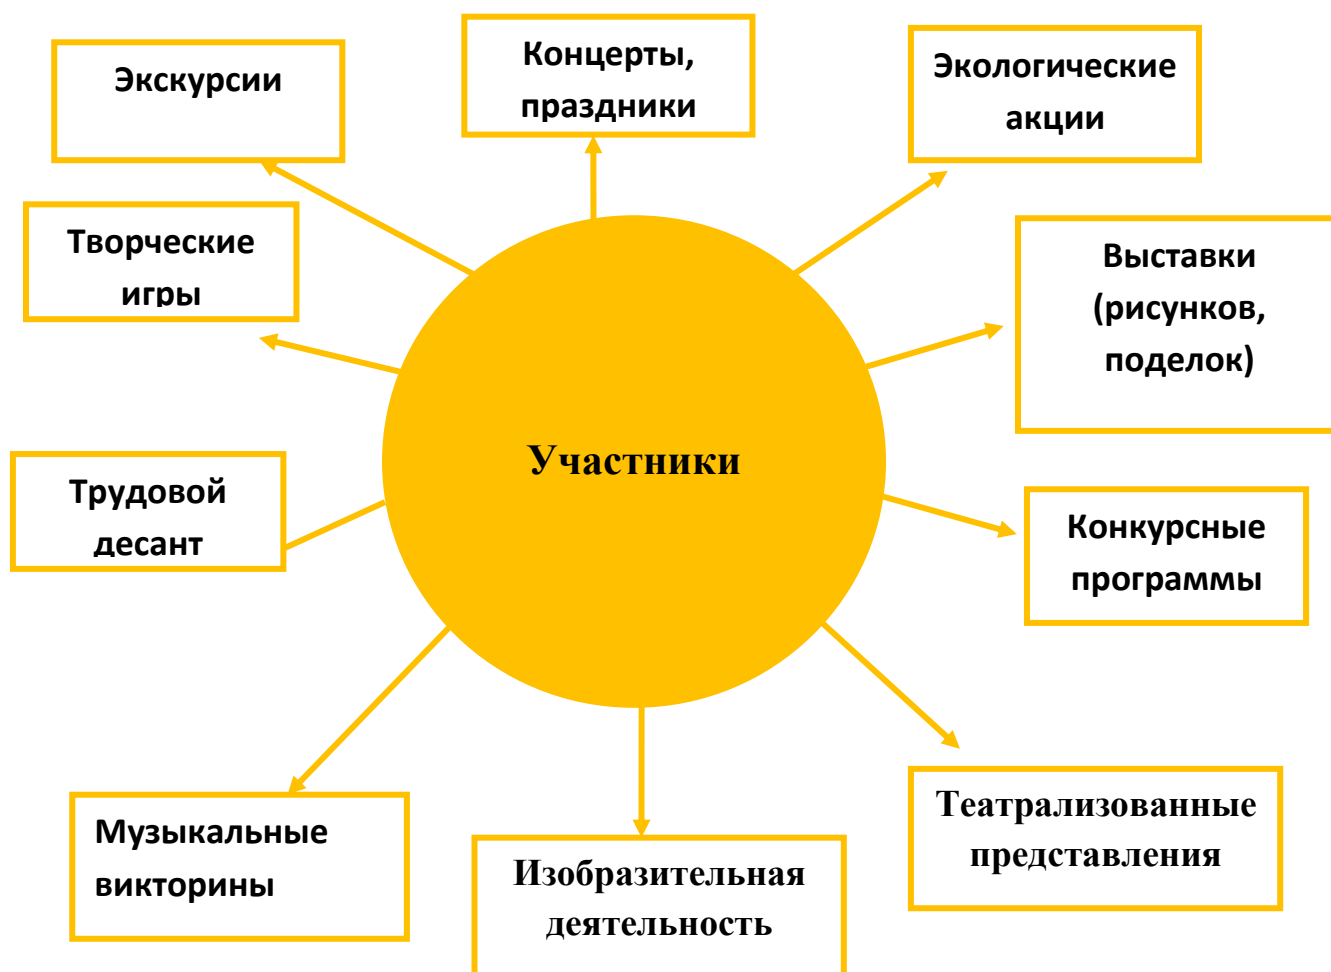 Экскурсии
Концерты,
праздники
Экологические
акции
Творческие
игры
Выставки
(рисунков,
поделок)
Участники
Трудовой
десант
Конкурсные
программы
Музыкальные
викторины
Изобразительная
деятельность
Театрализованные
представления